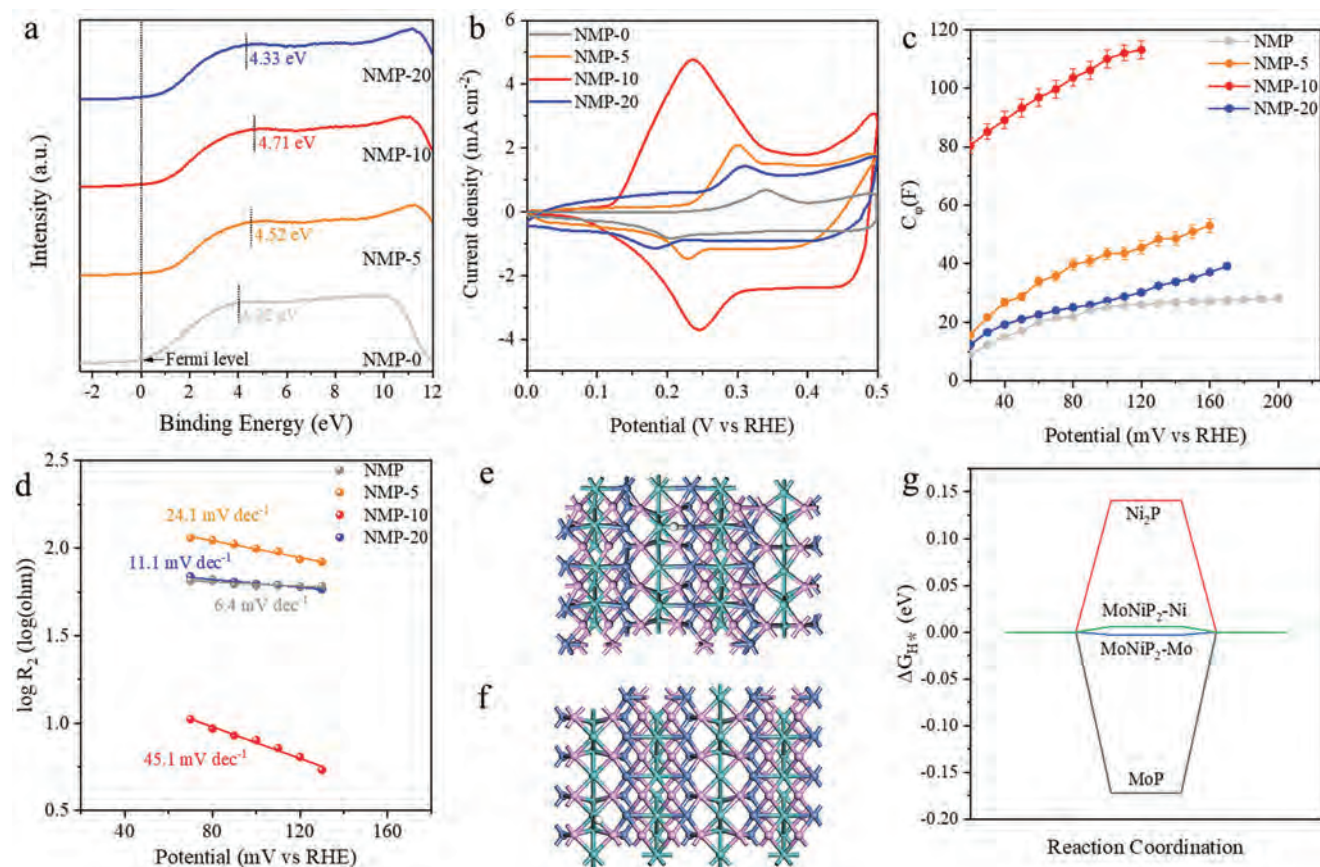 a
Intensity (a.u.)
4.33 eV
NMP-20
4.71 eV
NMP-10
4.52 eV
NMP-5
NMP-0
Fermi level
-2 0 2 4 6 8 10 12
Binding Energy (eV)
b
NMP-0
NMP-5
NMP-10
NMP-20
Current density (mA cm-2)
6
4
2
0
-2
-4
0.0 0.1 0.2 0.3 0.4 0.5
Potential (V vs RHE)
c
NMP
NMP-5
NMP-10
NMP-20
Cφ(F)
120
100
80
60
40
20
0
40 80 120 160 200
Potential (mV vs RHE)
d
NMP
NMP-5
NMP-10
NMP-20
24.1 mV dec-1
11.1 mV dec-1
6.4 mV dec-1
45.1 mV dec-1
log R2 (log(ohm))
2.5
2.0
1.5
1.0
0.5
40 80 120 160
Potential (mV vs RHE)
e
f
g
ΔGH* (eV)
0.15
0.10
0.05
0.00
-0.05
-0.10
-0.15
-0.20
Ni2P
MoNiP2-Ni
MoNiP2-Mo
MoP
Reaction Coordination